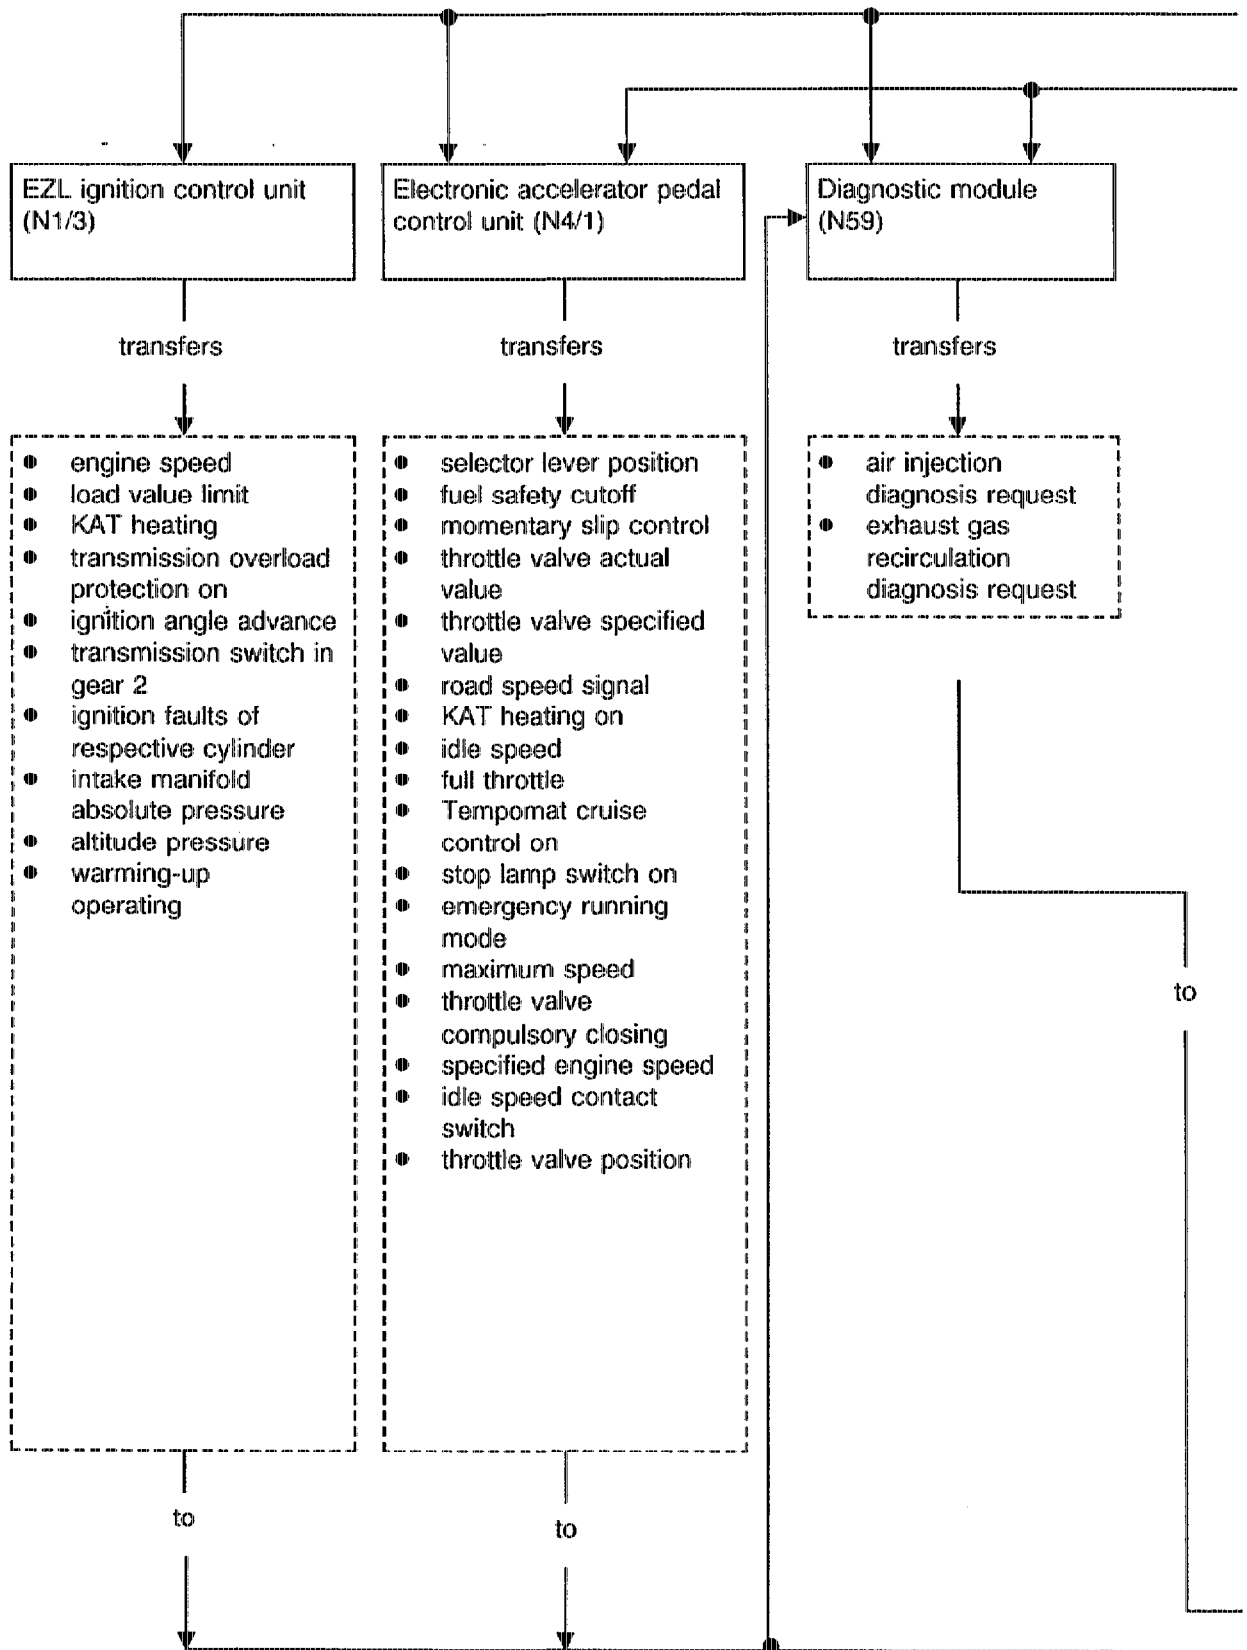 EZL ignition control unit
(N1/3)
Electronic accelerator pedal
control unit (N4/1)
Diagnostic module
(N59)
transfers
transfers
transfers
● engine speed
● load value limit
● KAT heating
● transmission overload
protection on
● ignition angle advance
● transmission switch in
gear 2
● ignition faults of
respective cylinder
● intake manifold
absolute pressure
● altitude pressure
● warming-up
operating
● selector lever position
● fuel safety cutoff
● momentary slip control
● throttle valve actual
value
● throttle valve specified
value
● road speed signal
● KAT heating on
● idle speed
● full throttle
● Tempomat cruise
control on
● stop lamp switch on
● emergency running
mode
● maximum speed
● throttle valve
compulsory closing
● specified engine speed
● idle speed contact
switch
● throttle valve position
● air injection
diagnosis request
● exhaust gas
recirculation
diagnosis request
to
to
to